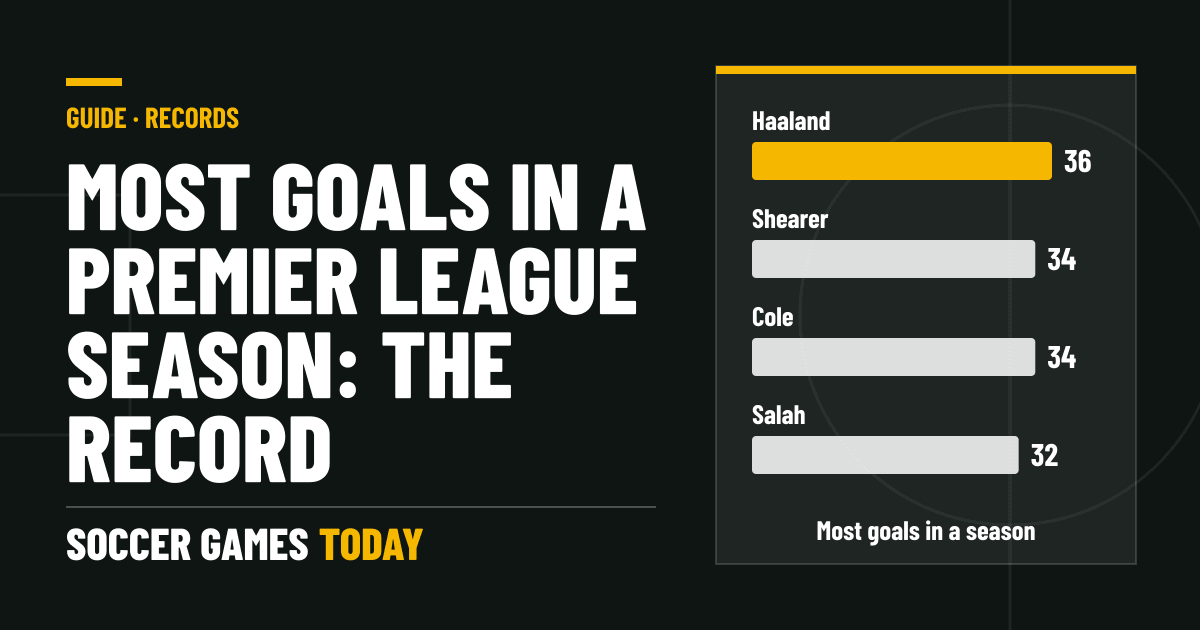 GUIDE · RECORDS
MOST GOALS IN A
PREMIER LEAGUE
SEASON: THE
RECORD
SOCCER GAMES TODAY
Haaland
36
Shearer
34
Cole
34
Salah
32
Most goals in a season